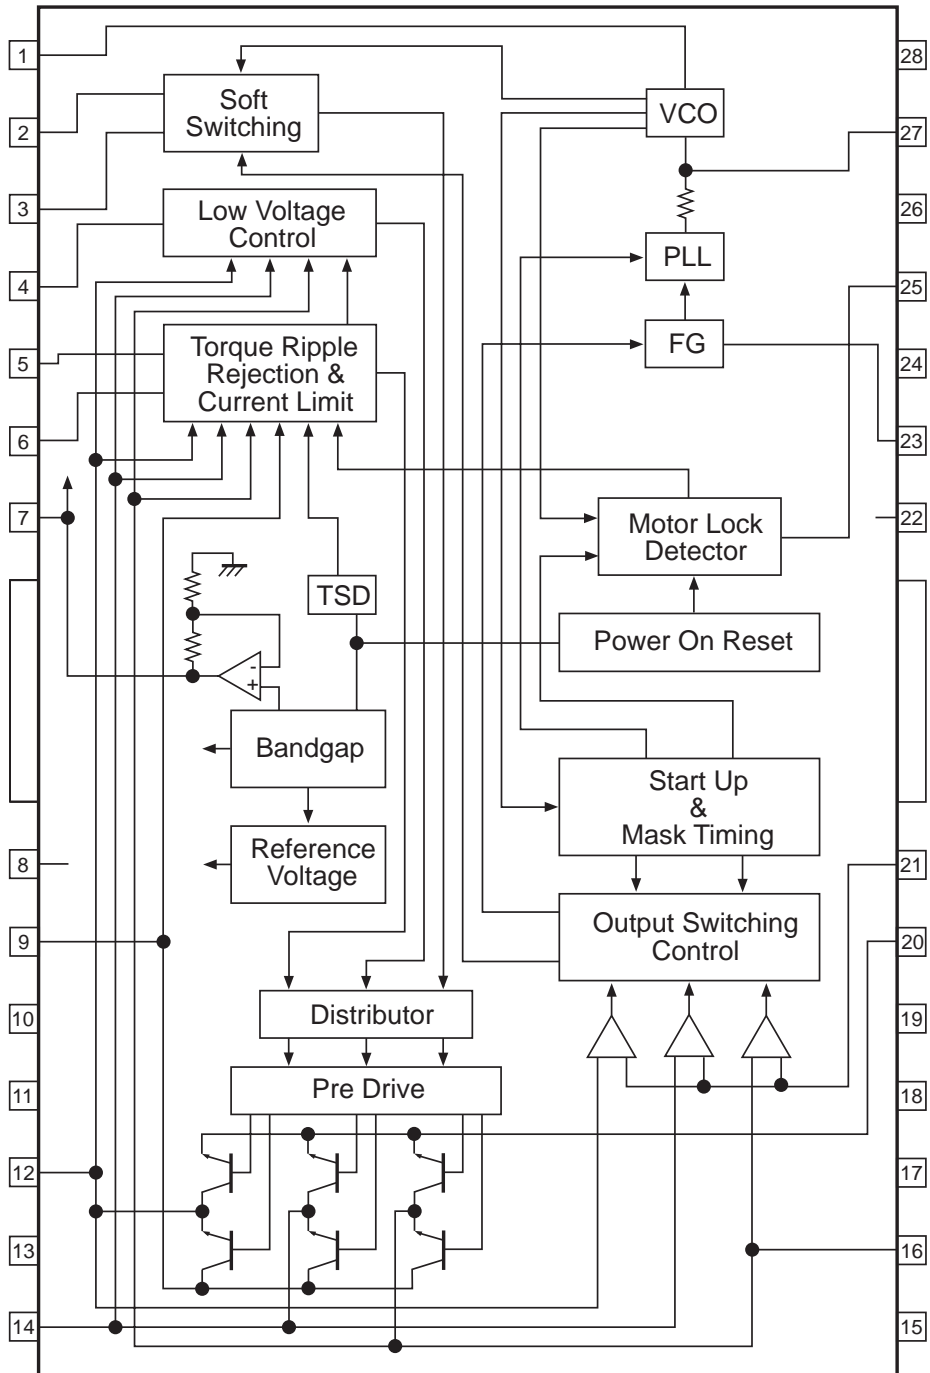 1
28
Soft
Switching
VCO
2
27
3
26
Low Voltage
Control
PLL
4
25
Torque Ripple
Rejection &
Current Limit
FG
5
24
6
23
7
22
Motor Lock
Detector
TSD
Power On Reset
-
+
Bandgap
Start Up
&
Mask Timing
Reference
Voltage
8
21
Output Switching
Control
9
20
Distributor
10
19
Pre Drive
11
18
12
17
13
16
14
15